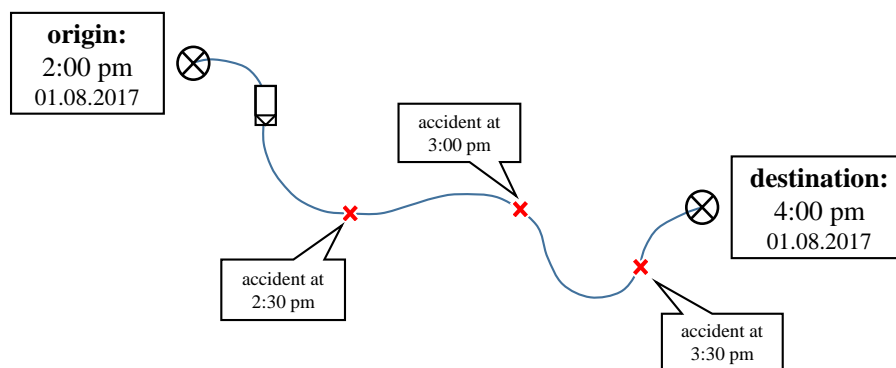 origin:
2:00 pm
01.08.2017
accident at
3:00 pm
destination:
4:00 pm
01.08.2017
accident at
2:30 pm
accident at
3:30 pm